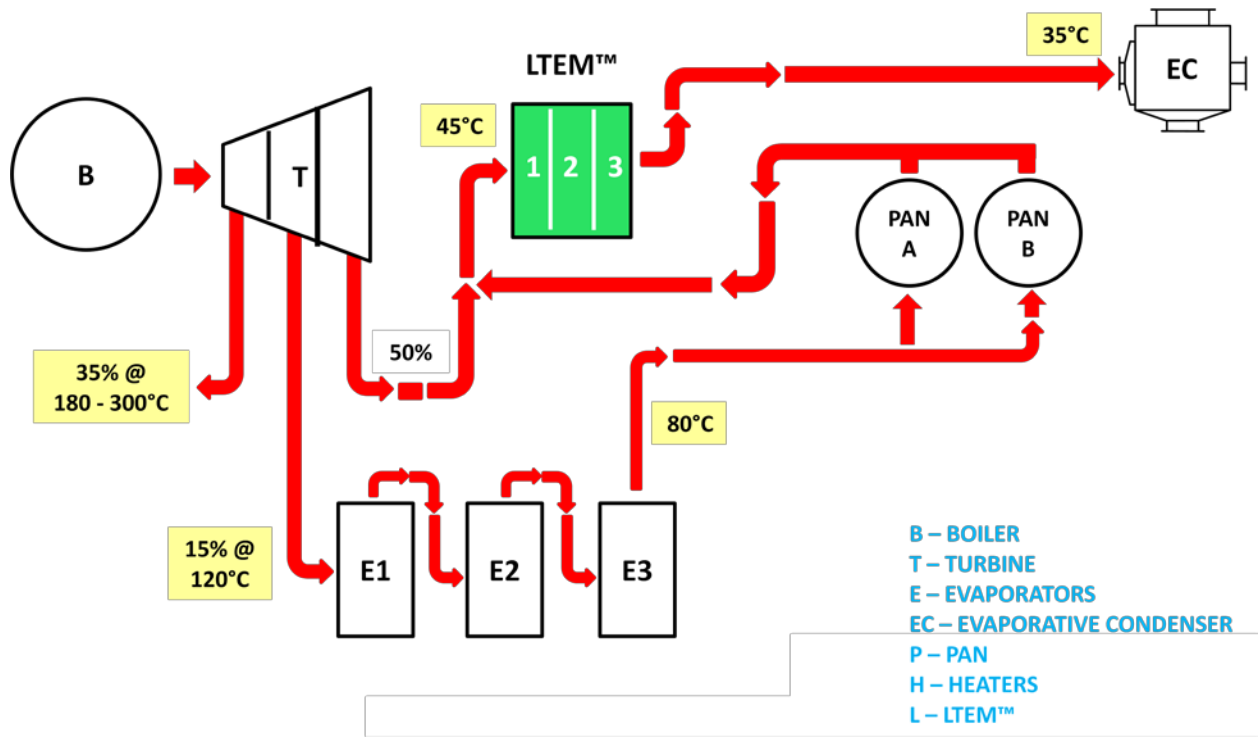 LTEM™
35°C
EC
45°C
B
T
1 2 3
PAN
A
PAN
B
50%
35% @
180 - 300°C
80°C
15% @
120°C
E1
E2
E3
B – BOILER
T – TURBINE
E – EVAPORATORS
EC – EVAPORATIVE CONDENSER
P – PAN
H – HEATERS
L – LTEM™